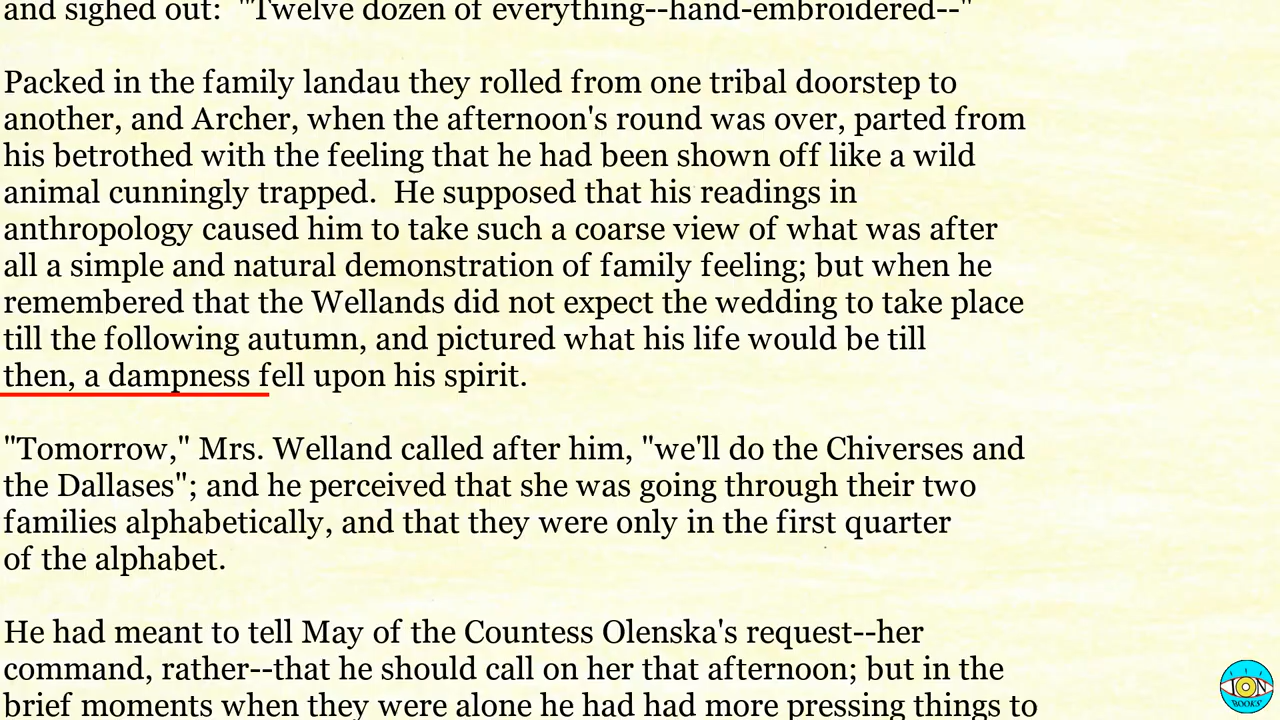 and sighed out:  "Twelve dozen of everything--hand-embroidered--"
Packed in the family landau they rolled from one tribal doorstep to
another, and Archer, when the afternoon's round was over, parted from
his betrothed with the feeling that he had been shown off like a wild
animal cunningly trapped.  He supposed that his readings in
anthropology caused him to take such a coarse view of what was after
all a simple and natural demonstration of family feeling; but when he
remembered that the Wellands did not expect the wedding to take place
till the following autumn, and pictured what his life would be till
then, a dampness fell upon his spirit.
"Tomorrow," Mrs. Welland called after him, "we'll do the Chiverses and
the Dallases"; and he perceived that she was going through their two
families alphabetically, and that they were only in the first quarter
of the alphabet.
He had meant to tell May of the Countess Olenska's request--her
command, rather--that he should call on her that afternoon; but in the
brief moments when they were alone he had had more pressing things to
ION
BOOKS